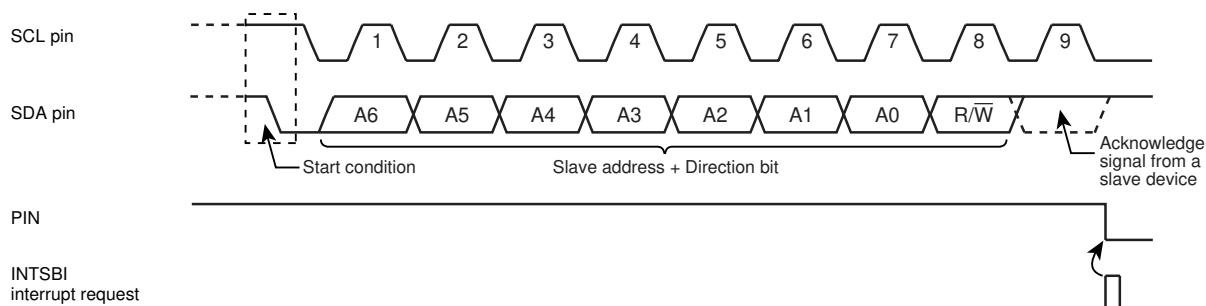 SCL pin
1 2 3 4 5 6 7 8 9
SDA pin
A6 A5 A4 A3 A2 A1 A0 R/W̅
Start condition
Slave address + Direction bit
Acknowledge
signal from a
slave device
PIN
INTSBI
interrupt request